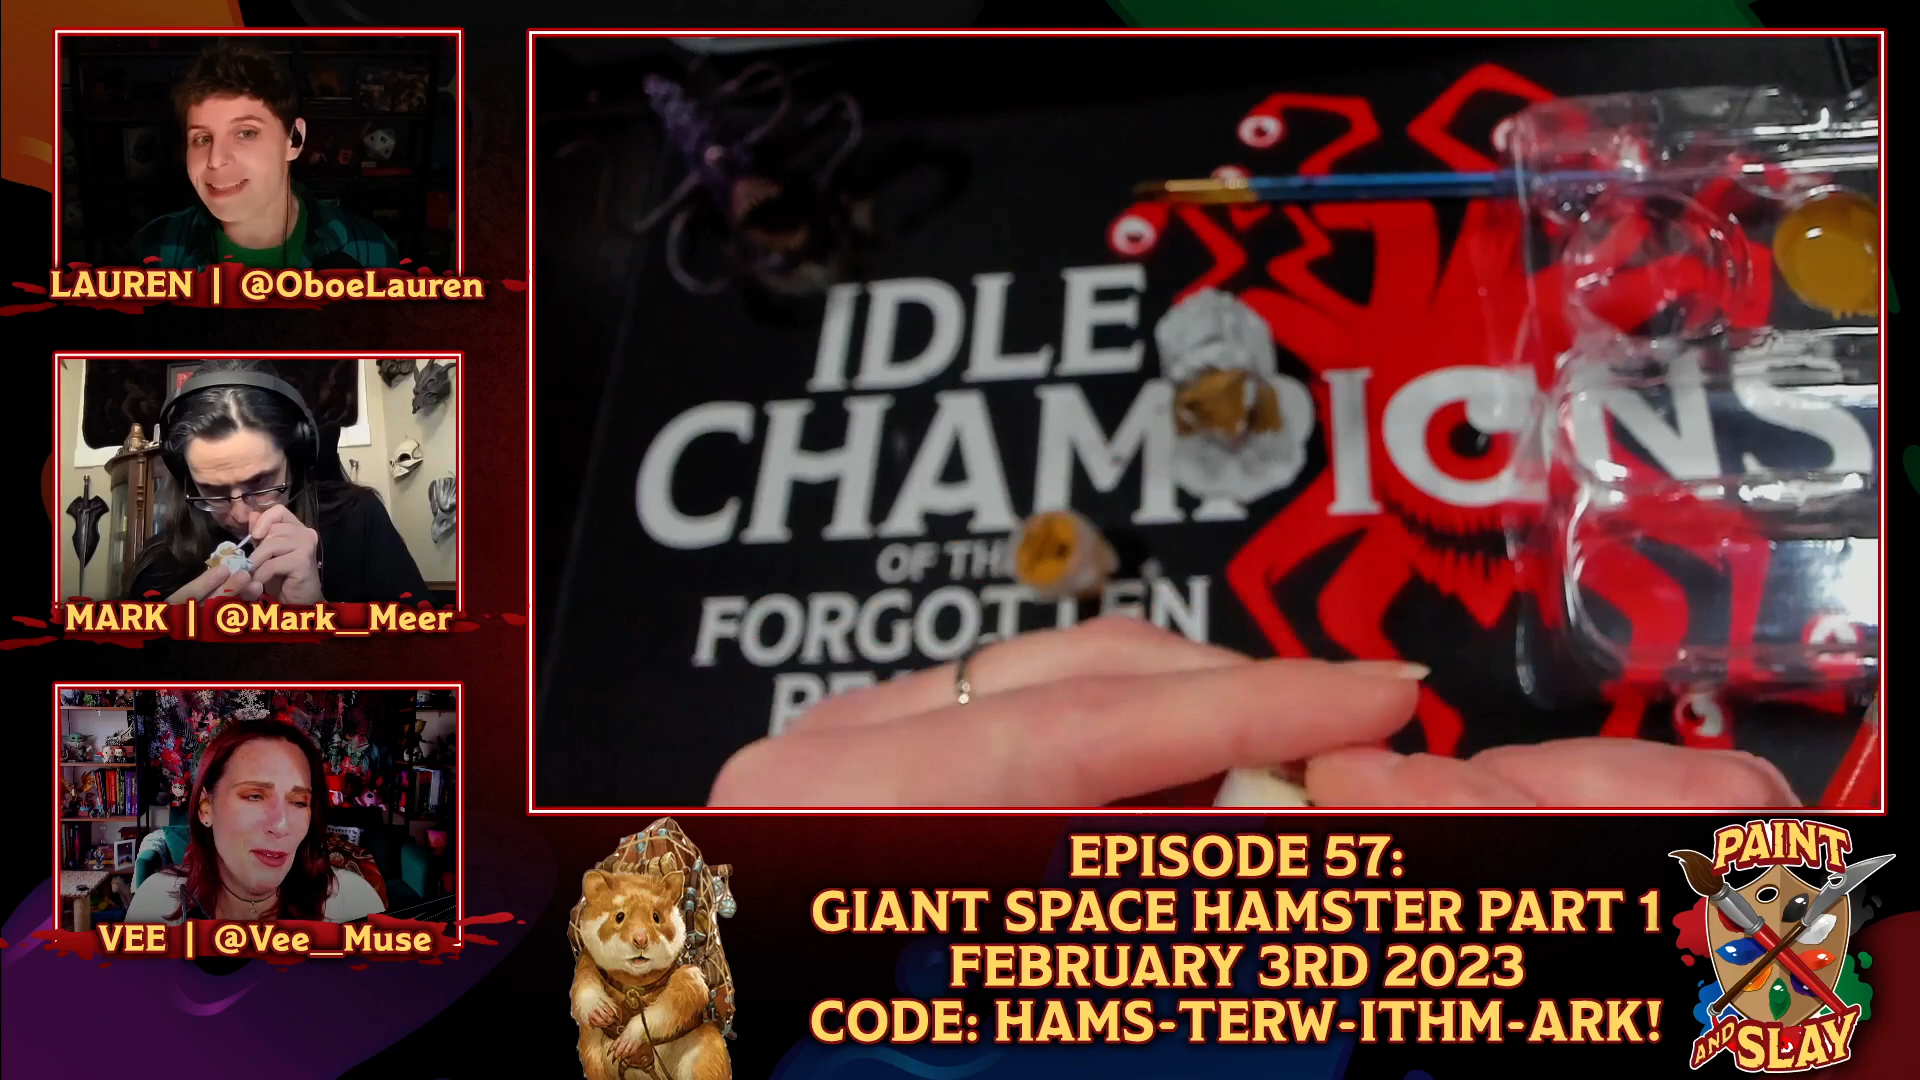 LAUREN | @OboeLauren
MARK | @Mark__Meer
VEE | @Vee__Muse
IDLE
CHAMPIONS
OF THE
FORGOTTEN
EPISODE 57:
GIANT SPACE HAMSTER PART 1
FEBRUARY 3RD 2023
CODE: HAMS-TERW-ITHM-ARK!
PAINT
AND SLAY